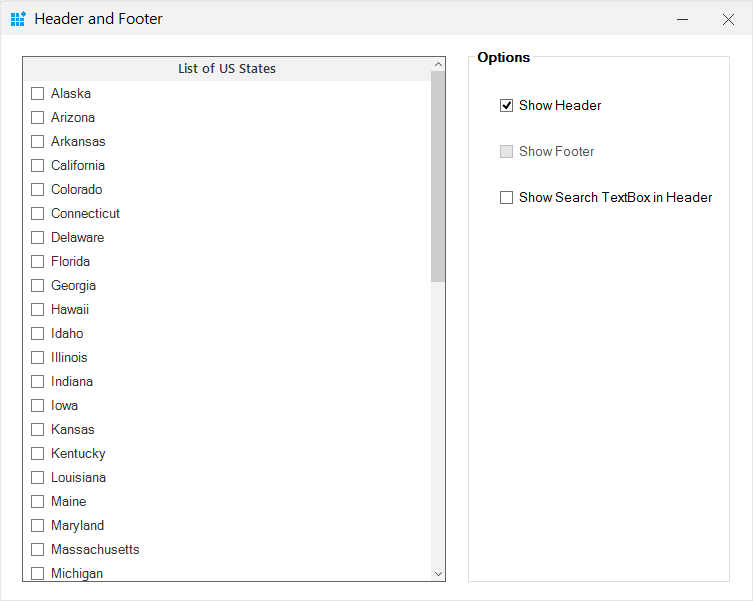 Header and Footer
List of US States
Alaska
Arizona
Arkansas
California
Colorado
Connecticut
Delaware
Florida
Georgia
Hawaii
Idaho
Illinois
Indiana
Iowa
Kansas
Kentucky
Louisiana
Maine
Maryland
Massachusetts
Michigan
Options
Show Header
Show Footer
Show Search TextBox in Header